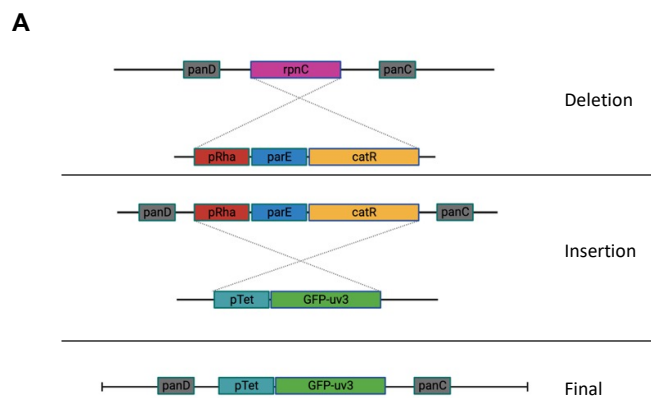 A
panD rpnC panC
Deletion
pRha parE catR
panD pRha parE catR panC
Insertion
pTet GFP-uv3
panD pTet GFP-uv3 panC
Final